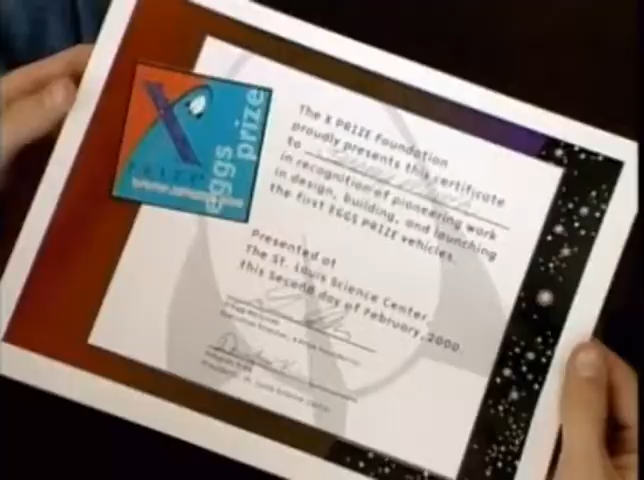 X
PRIZE
eggs
prize
The X PRIZE Foundation
proudly presents this certificate
to
in recognition of pioneering work
in design, building, and launching
the first EGGS PRIZE vehicles.
Presented at
The St. Louis Science Center
this Second day of February, 2000